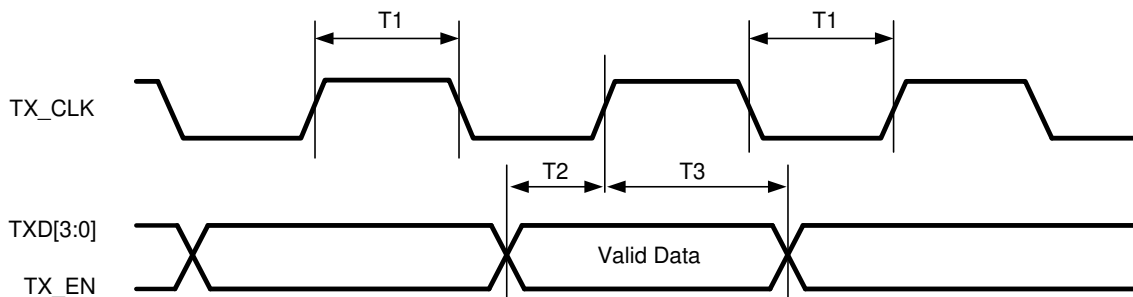 T1 T1
TX_CLK
T2 T3
TXD[3:0]
Valid Data
TX_EN